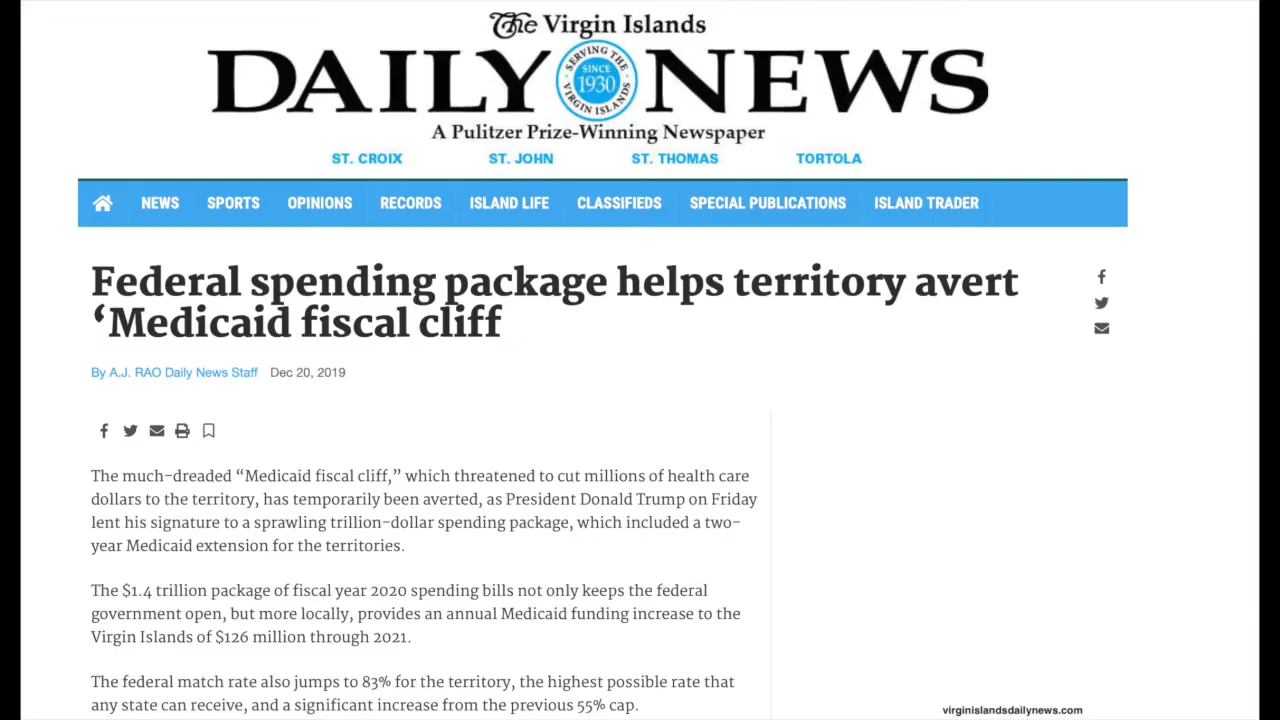 The Virgin Islands
DAILY NEWS
SERVING THE
SINCE
1930
VIRGIN ISLANDS
A Pulitzer Prize-Winning Newspaper
ST. CROIX ST. JOHN ST. THOMAS TORTOLA
NEWS SPORTS OPINIONS RECORDS ISLAND LIFE CLASSIFIEDS SPECIAL PUBLICATIONS ISLAND TRADER
Federal spending package helps territory avert
‘Medicaid fiscal cliff
By A.J. RAO Daily News Staff Dec 20, 2019
The much-dreaded “Medicaid fiscal cliff,” which threatened to cut millions of health care
dollars to the territory, has temporarily been averted, as President Donald Trump on Friday
lent his signature to a sprawling trillion-dollar spending package, which included a two-
year Medicaid extension for the territories.
The $1.4 trillion package of fiscal year 2020 spending bills not only keeps the federal
government open, but more locally, provides an annual Medicaid funding increase to the
Virgin Islands of $126 million through 2021.
The federal match rate also jumps to 83% for the territory, the highest possible rate that
any state can receive, and a significant increase from the previous 55% cap.
virginislandsdailynews.com